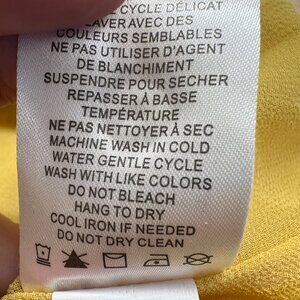 CYCLE DÉLICAT
LAVER AVEC DES
COULEURS SEMBLABLES
NE PAS UTILISER D'AGENT
DE BLANCHIMENT
SUSPENDRE POUR SECHER
REPASSER À BASSE
TEMPÉRATURE
NE PAS NETTOYER À SEC
MACHINE WASH IN COLD
WATER GENTLE CYCLE
WASH WITH LIKE COLORS
DO NOT BLEACH
HANG TO DRY
COOL IRON IF NEEDED
DO NOT DRY CLEAN